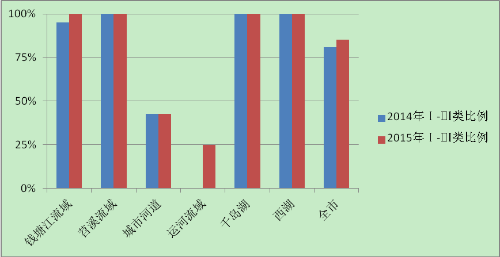 100%
75%
50%
25%
0%
钱塘江流域
苕溪流域
城市河道
运河流域
千岛湖
西湖
全市
2014年Ⅰ-Ⅲ类比例
2015年Ⅰ-Ⅲ类比例